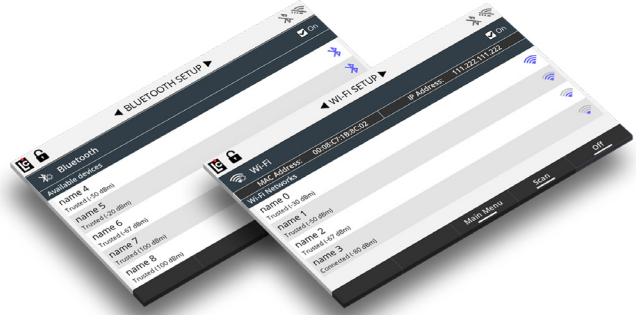 ◀ BLUETOOTH SETUP ▶
On
Bluetooth
Available devices
name 4
Trusted (-50 dBm)
name 5
Trusted (-20 dBm)
name 6
Trusted (-67 dBm)
name 7
Trusted (100 dBm)
name 8
Trusted (100 dBm)
◀ WI-FI SETUP ▶
On
Wi-Fi
MAC Address: 00:08:C7:1B:8C:02 IP Address: 111.222.111.222
Wi-Fi Networks
name 0
Trusted (-30 dBm)
name 1
Trusted (-50 dBm)
name 2
Trusted (-67 dBm)
name 3
Connected (-80 dBm)
Main Menu Scan Off